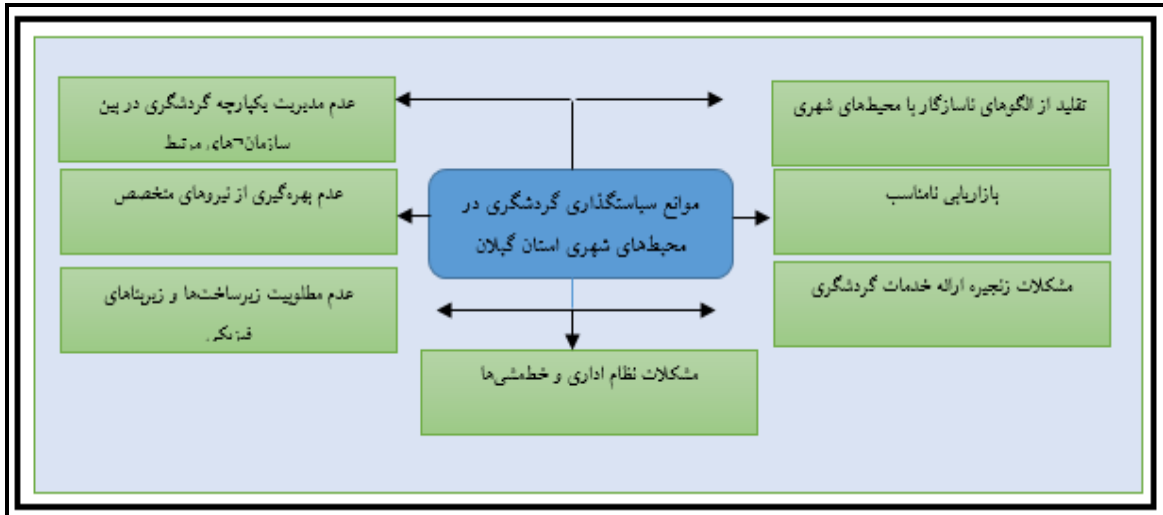 تقلید از الگوهای ناسازگار با محیط‌های شهری
بازاریابی نامناسب
مشکلات زنجیره ارائه خدمات گردشگری
موانع سیاستگذاری گردشگری در
محیط‌های شهری استان گیلان
عدم مدیریت یکپارچه گردشگری در بین
سازمان¬های مرتبط
عدم بهره‌گیری از نیروهای متخصص
عدم مطلوبیت زیرساخت‌ها و زیربناهای
فیزیکی
مشکلات نظام اداری و خط‌مشی‌ها